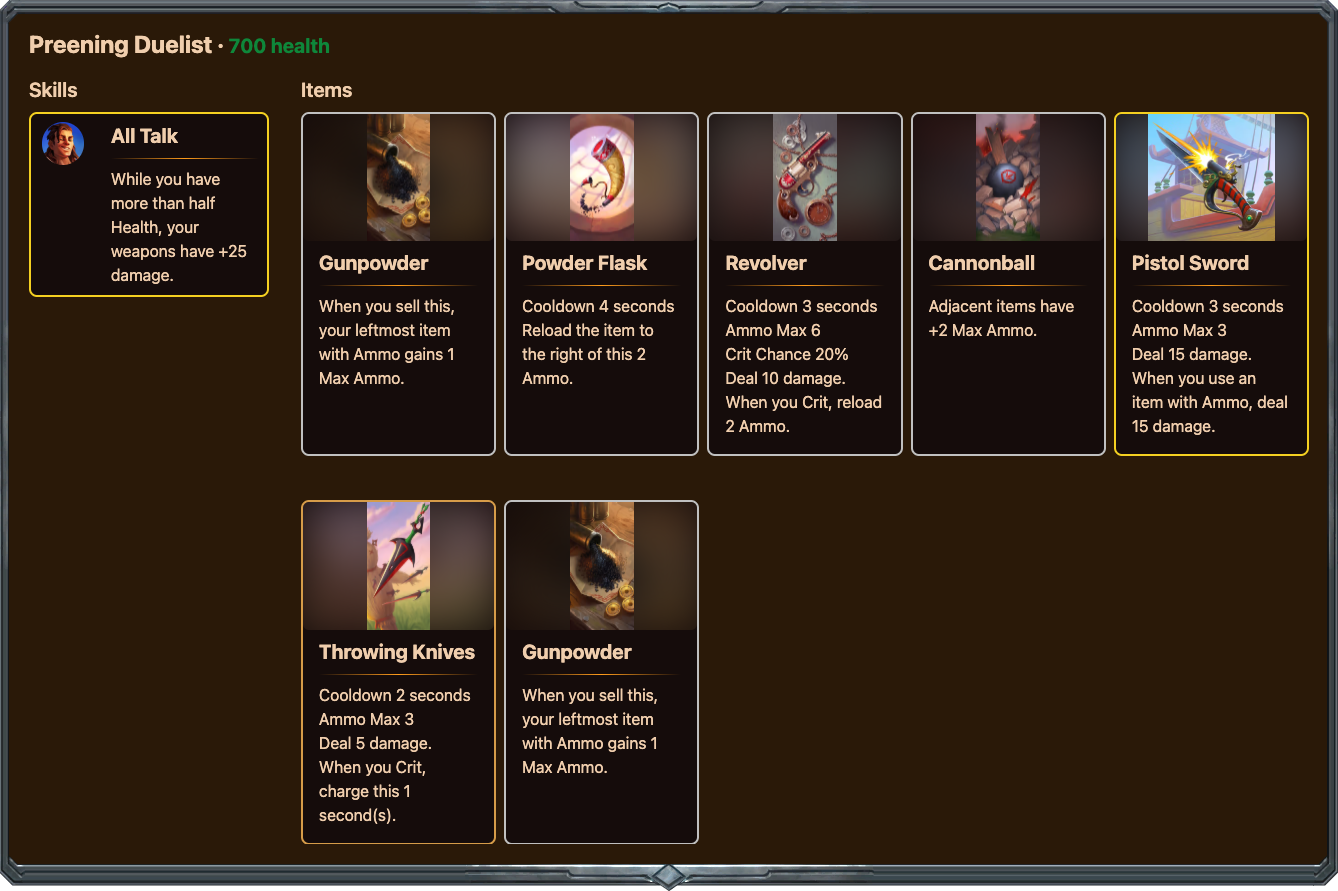 Preening Duelist · 700 health
Skills
All Talk
While you have
more than half
Health, your
weapons have +25
damage.
Items
Gunpowder
When you sell this,
your leftmost item
with Ammo gains 1
Max Ammo.
Powder Flask
Cooldown 4 seconds
Reload the item to
the right of this 2
Ammo.
Revolver
Cooldown 3 seconds
Ammo Max 6
Crit Chance 20%
Deal 10 damage.
When you Crit, reload
2 Ammo.
Cannonball
Adjacent items have
+2 Max Ammo.
Pistol Sword
Cooldown 3 seconds
Ammo Max 3
Deal 15 damage.
When you use an
item with Ammo, deal
15 damage.
Throwing Knives
Cooldown 2 seconds
Ammo Max 3
Deal 5 damage.
When you Crit,
charge this 1
second(s).
Gunpowder
When you sell this,
your leftmost item
with Ammo gains 1
Max Ammo.